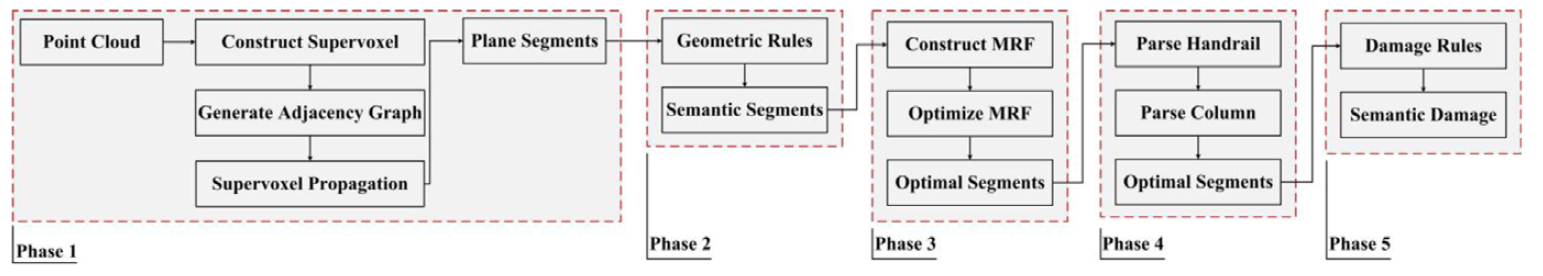 Point Cloud
Construct Supervoxel
Generate Adjacency Graph
Supervoxel Propagation
Plane Segments
Phase 1
Geometric Rules
Semantic Segments
Phase 2
Construct MRF
Optimize MRF
Optimal Segments
Phase 3
Parse Handrail
Parse Column
Optimal Segments
Phase 4
Damage Rules
Semantic Damage
Phase 5